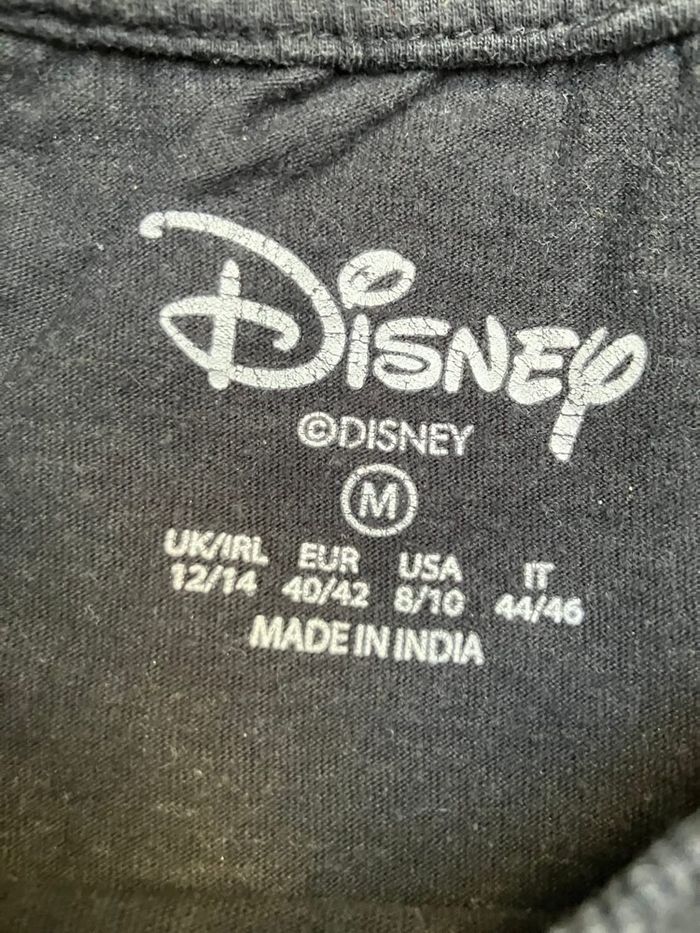 Disney
©DISNEY
M
UK/IRL EUR USA IT
12/14 40/42 8/10 44/46
MADE IN INDIA